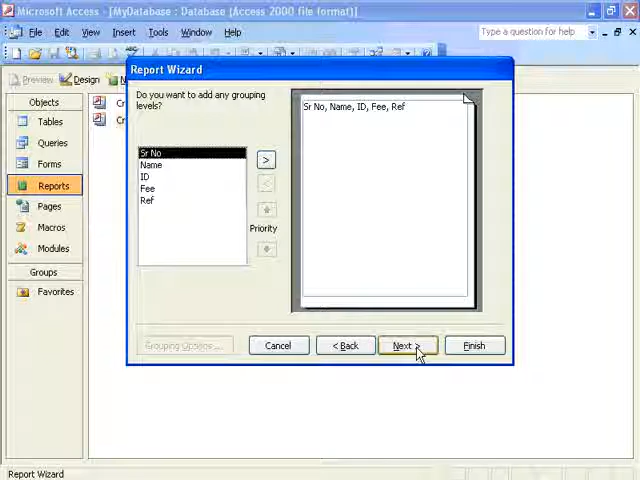 Microsoft Access - [MyDatabase : Database (Access 2000 file format)]
File Edit View Insert Tools Window Help
Type a question for help
Preview Design
Report Wizard
Objects
Tables
Queries
Forms
Reports
Pages
Macros
Modules
Groups
Favorites
Do you want to add any grouping
levels?
Sr No
Name
ID
Fee
Ref
>
<
Priority
Sr No, Name, ID, Fee, Ref
Grouping Options ...
Cancel
< Back
Next >
Finish
Report Wizard